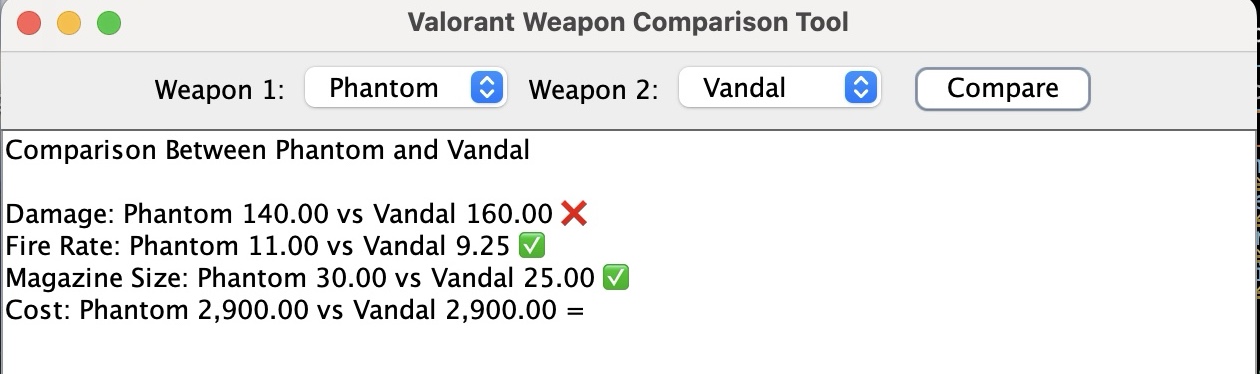 Valorant Weapon Comparison Tool
Weapon 1: Phantom Weapon 2: Vandal Compare
Comparison Between Phantom and Vandal
Damage: Phantom 140.00 vs Vandal 160.00 ❌
Fire Rate: Phantom 11.00 vs Vandal 9.25 ✅
Magazine Size: Phantom 30.00 vs Vandal 25.00 ✅
Cost: Phantom 2,900.00 vs Vandal 2,900.00 =